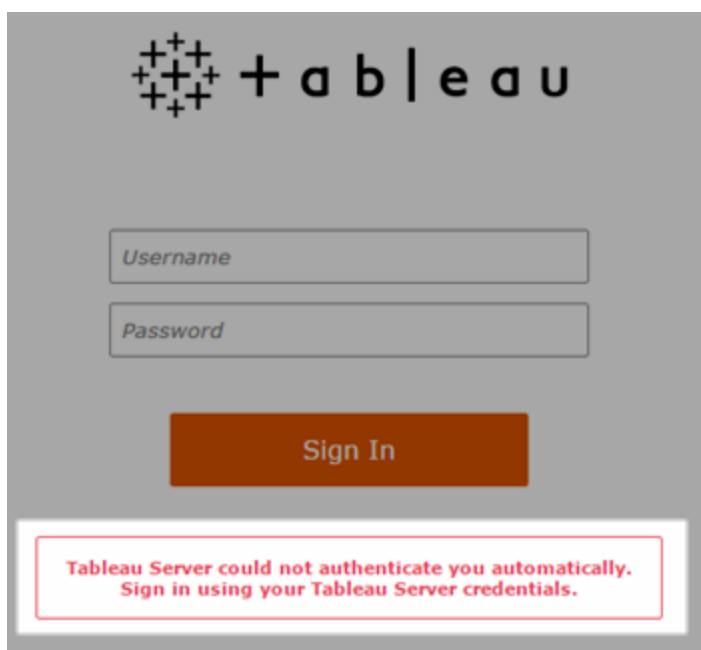 + a b l e a u
Username
Password
Sign In
Tableau Server could not authenticate you automatically.
Sign in using your Tableau Server credentials.